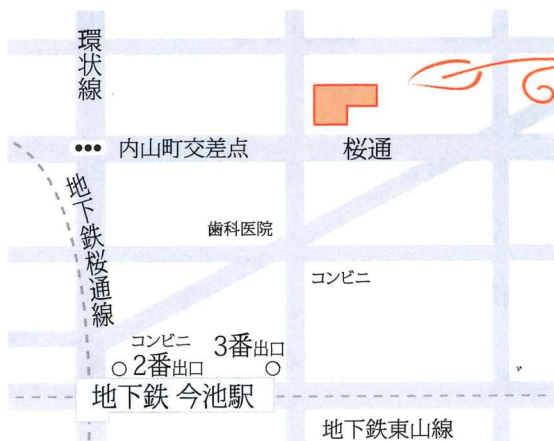 環状線
内山町交差点
桜通
地下鉄桜通線
歯科医院
コンビニ
コンビニ
2番出口
3番出口
地下鉄 今池駅
地下鉄東山線